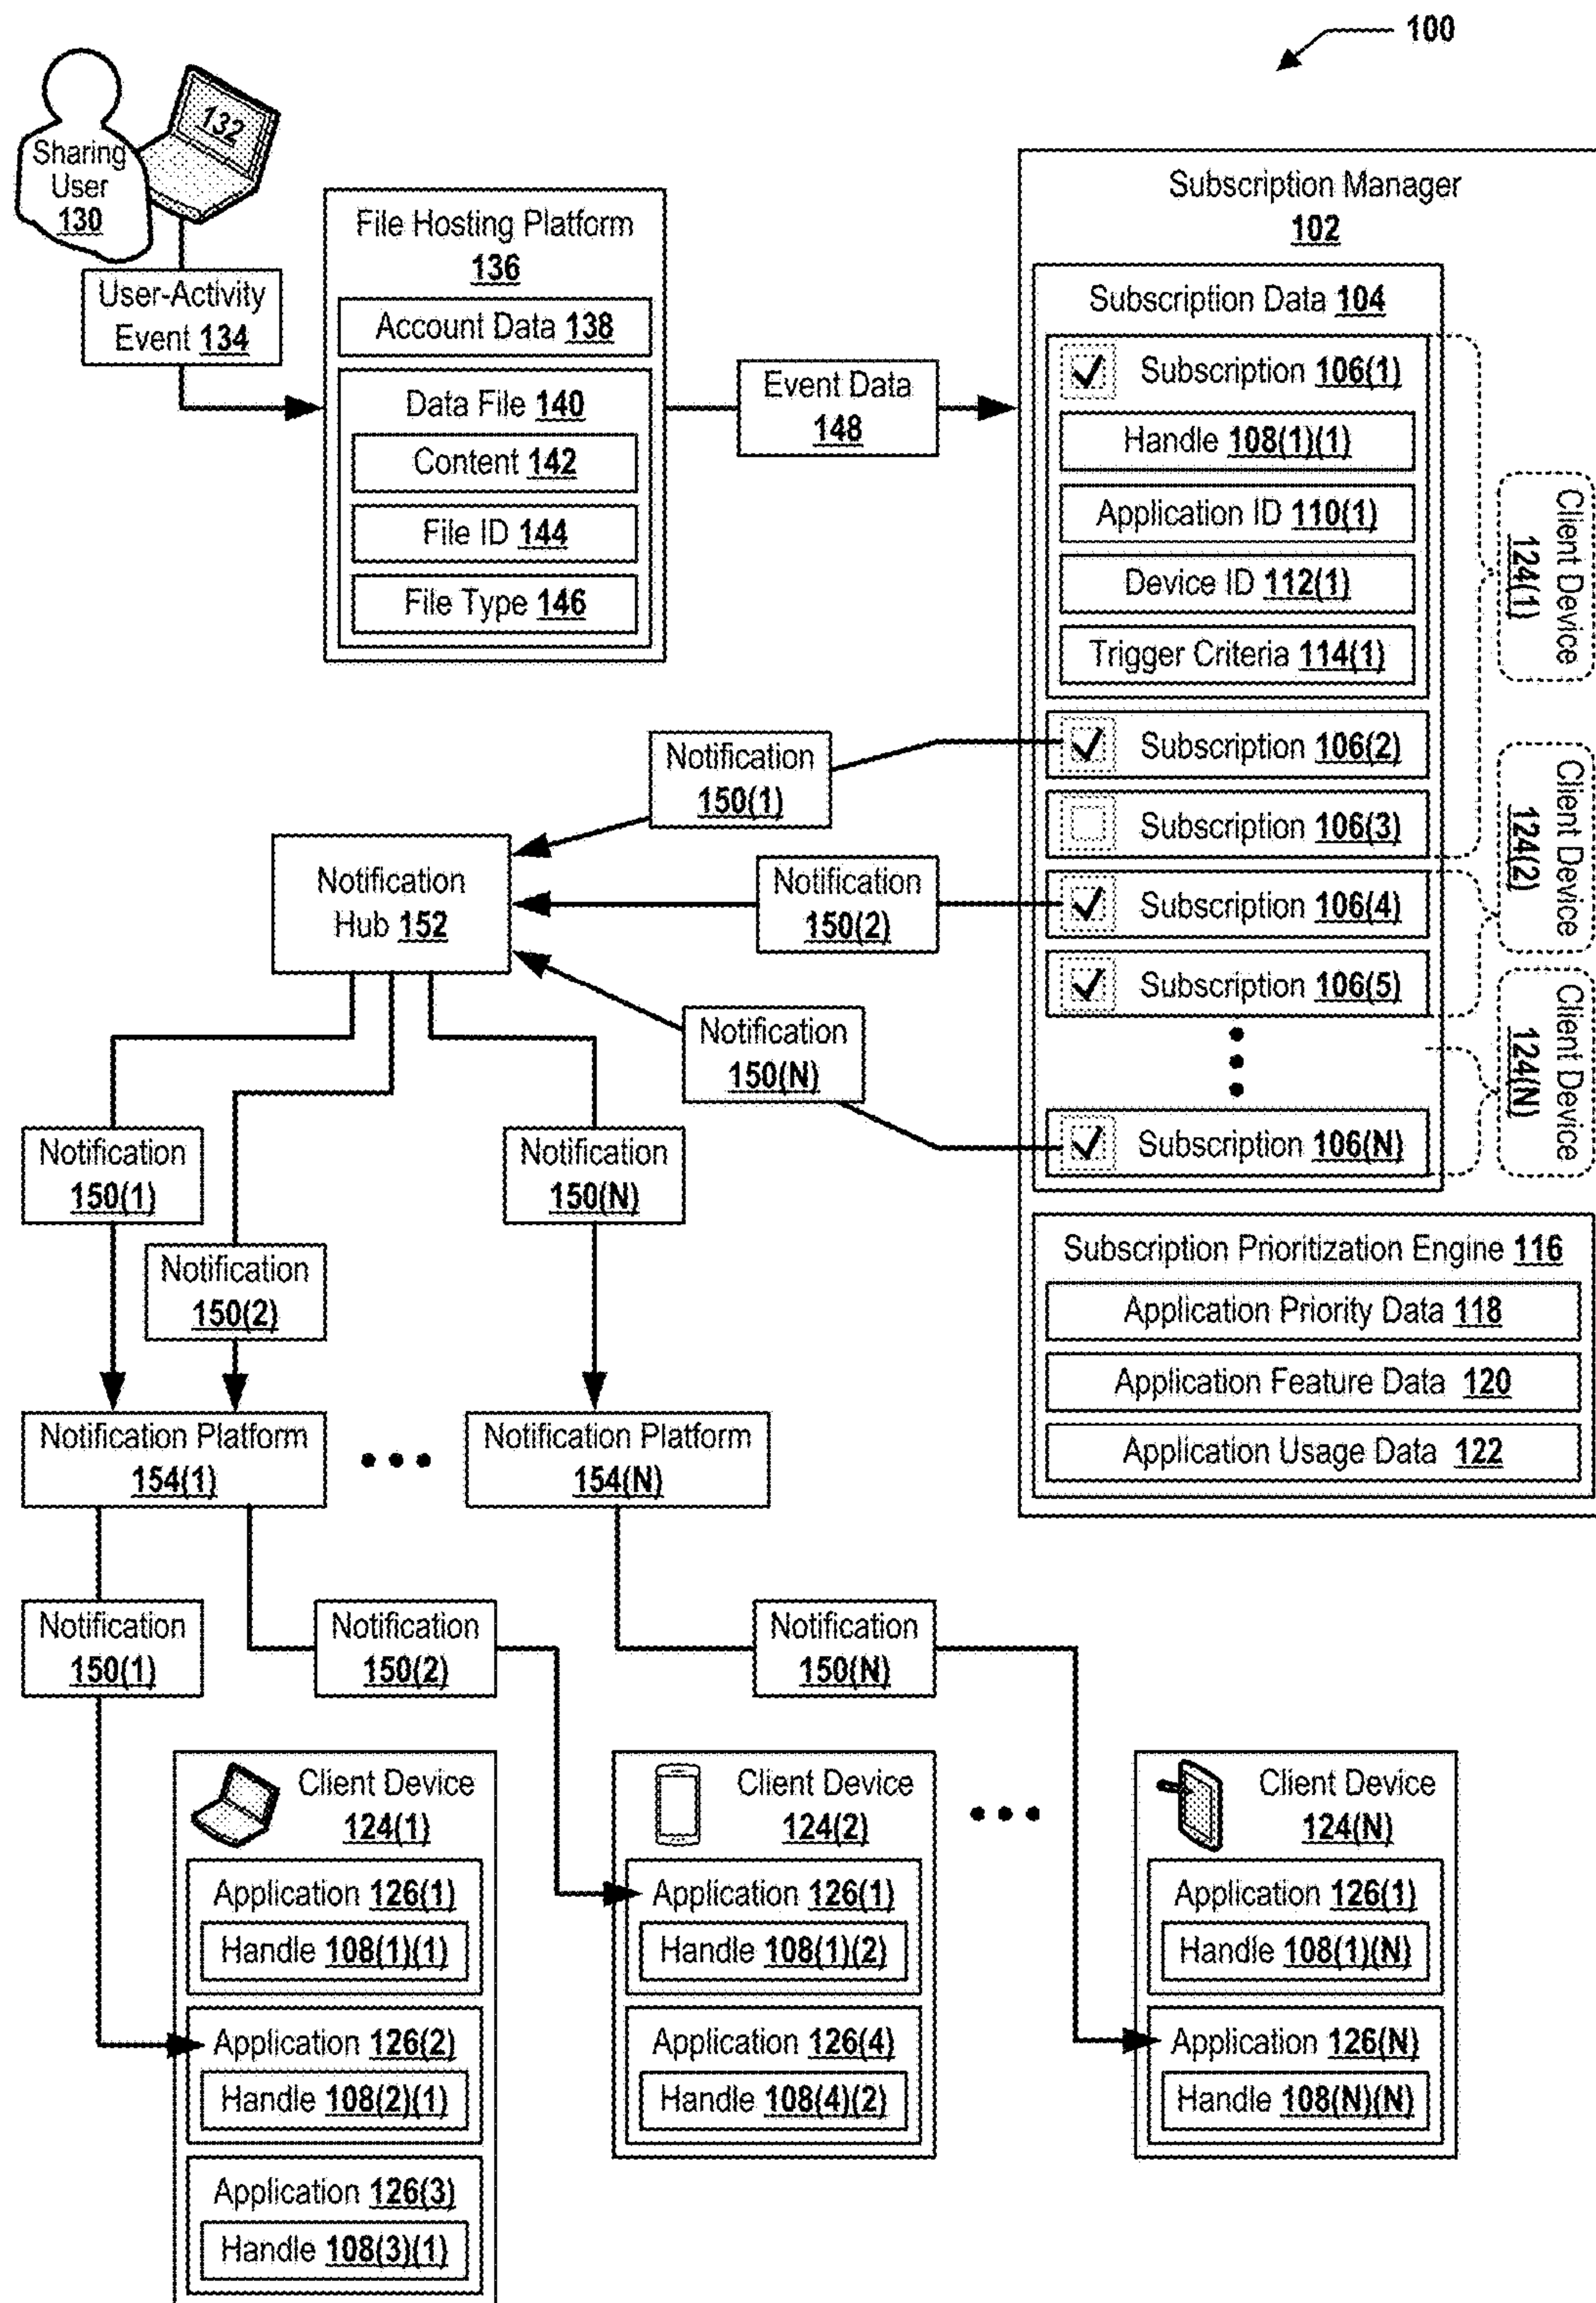 100
132
Sharing
User
130
User-Activity
Event 134
File Hosting Platform
136
Account Data 138
Data File 140
Content 142
File ID 144
File Type 146
Event Data
148
Subscription Manager
102
Subscription Data 104
Subscription 106(1)
Handle 108(1)(1)
Application ID 110(1)
Device ID 112(1)
Trigger Criteria 114(1)
Subscription 106(2)
Subscription 106(3)
Subscription 106(4)
Subscription 106(5)
Subscription 106(N)
Client Device
124(1)
Client Device
124(2)
Client Device
124(N)
Subscription Prioritization Engine 116
Application Priority Data 118
Application Feature Data 120
Application Usage Data 122
Notification
150(1)
Notification
150(2)
Notification
150(N)
Notification
Hub 152
Notification
150(1)
Notification
150(2)
Notification
150(N)
Notification Platform
154(1)
Notification Platform
154(N)
Notification
150(1)
Notification
150(2)
Notification
150(N)
Client Device
124(1)
Application 126(1)
Handle 108(1)(1)
Application 126(2)
Handle 108(2)(1)
Application 126(3)
Handle 108(3)(1)
Client Device
124(2)
Application 126(1)
Handle 108(1)(2)
Application 126(4)
Handle 108(4)(2)
Client Device
124(N)
Application 126(1)
Handle 108(1)(N)
Application 126(N)
Handle 108(N)(N)